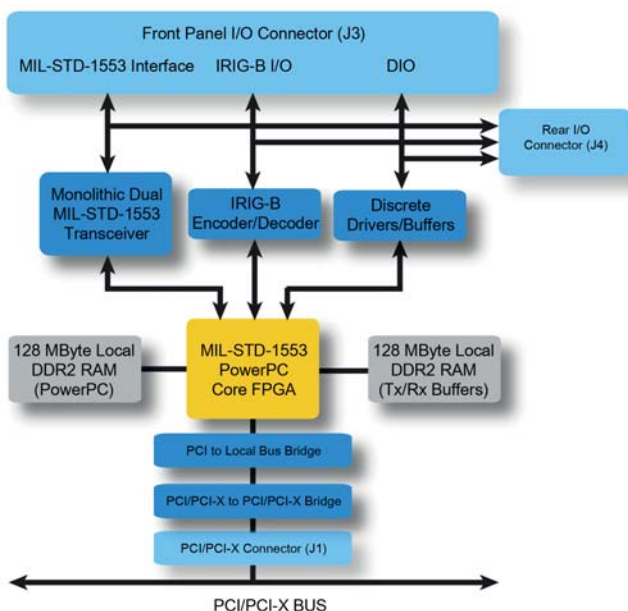 Front Panel I/O Connector (J3)
MIL-STD-1553 Interface IRIG-B I/O DIO
Rear I/O
Connector (J4)
Monolithic Dual
MIL-STD-1553
Transceiver
IRIG-B
Encoder/Decoder
Discrete
Drivers/Buffers
128 MByte Local
DDR2 RAM
(PowerPC)
MIL-STD-1553
PowerPC
Core FPGA
128 MByte Local
DDR2 RAM
(Tx/Rx Buffers)
PCI to Local Bus Bridge
PCI/PCI-X to PCI/PCI-X Bridge
PCI/PCI-X Connector (J1)
PCI/PCI-X BUS